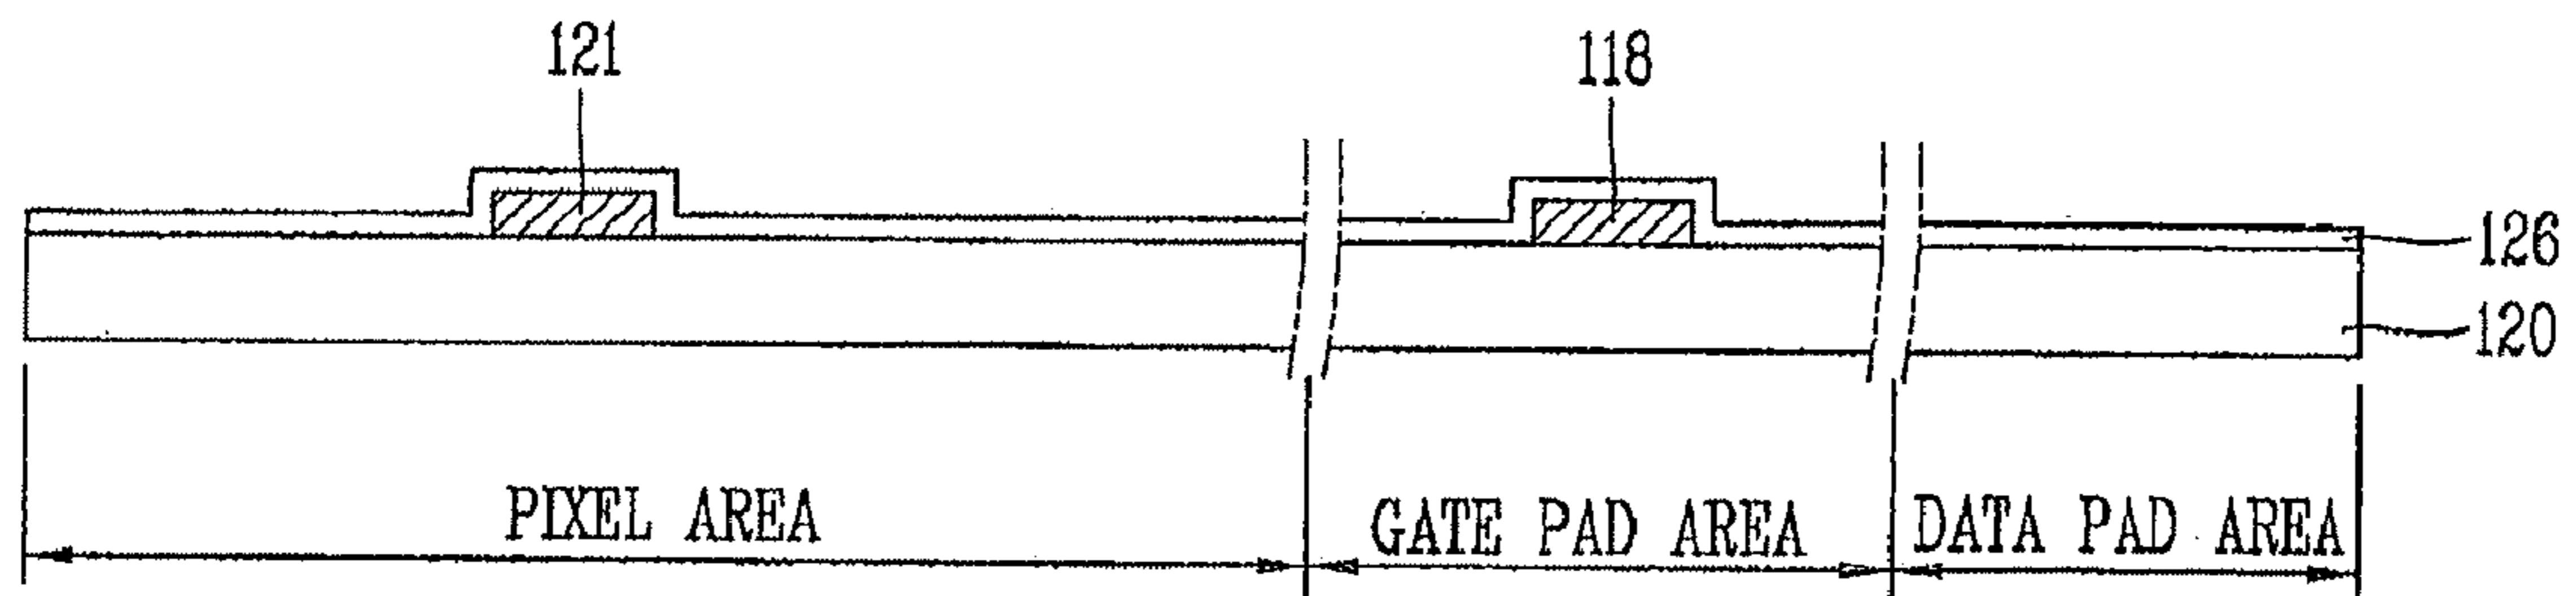 121
118
126
120
PIXEL AREA
GATE PAD AREA
DATA PAD AREA